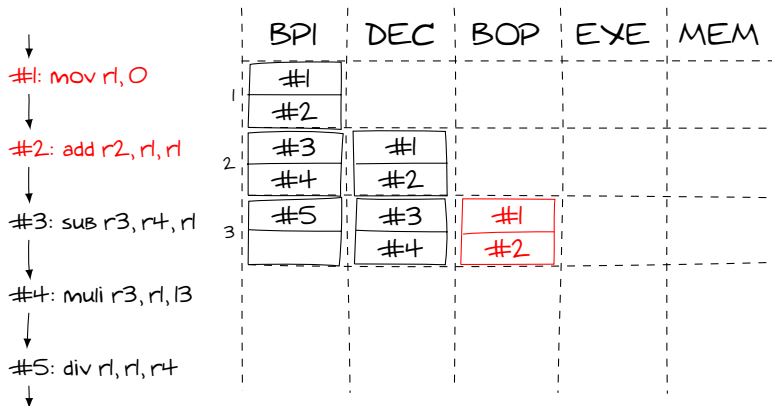 BPI DEC BOP EXE MEM
#1: mov r1, 0
1 #1
#2
#2: add r2, r1, r1
2 #3 #1
#4 #2
#3: sub r3, r4, r1
3 #5 #3 #1
#4 #2
#4: muli r3, r1, 13
#5: div r1, r1, r4